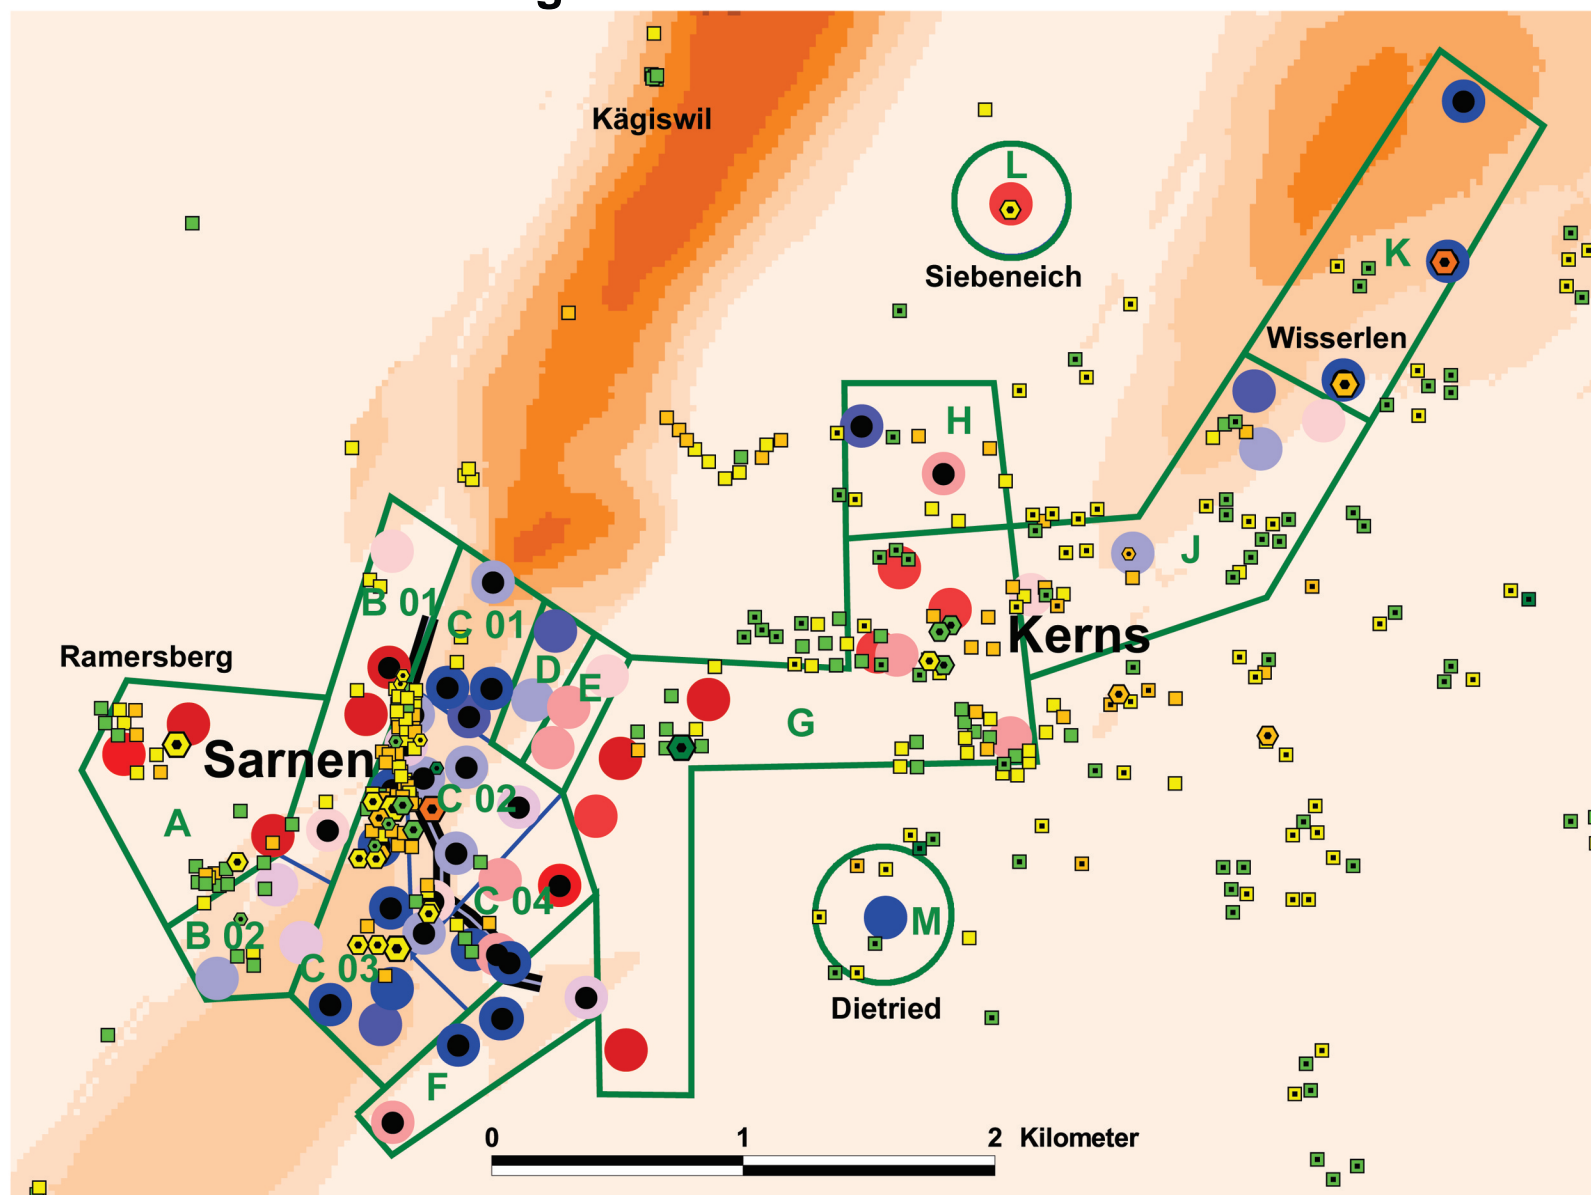 g
Kägiswil
L
Siebeneich
K
Wisserlen
H
J
B 01
C 01
Kerns
Ramersberg
D
E
G
Sarnen
C 02
A
C 04
B 02
M
C 03
Dietried
F
0 1 2 Kilometer